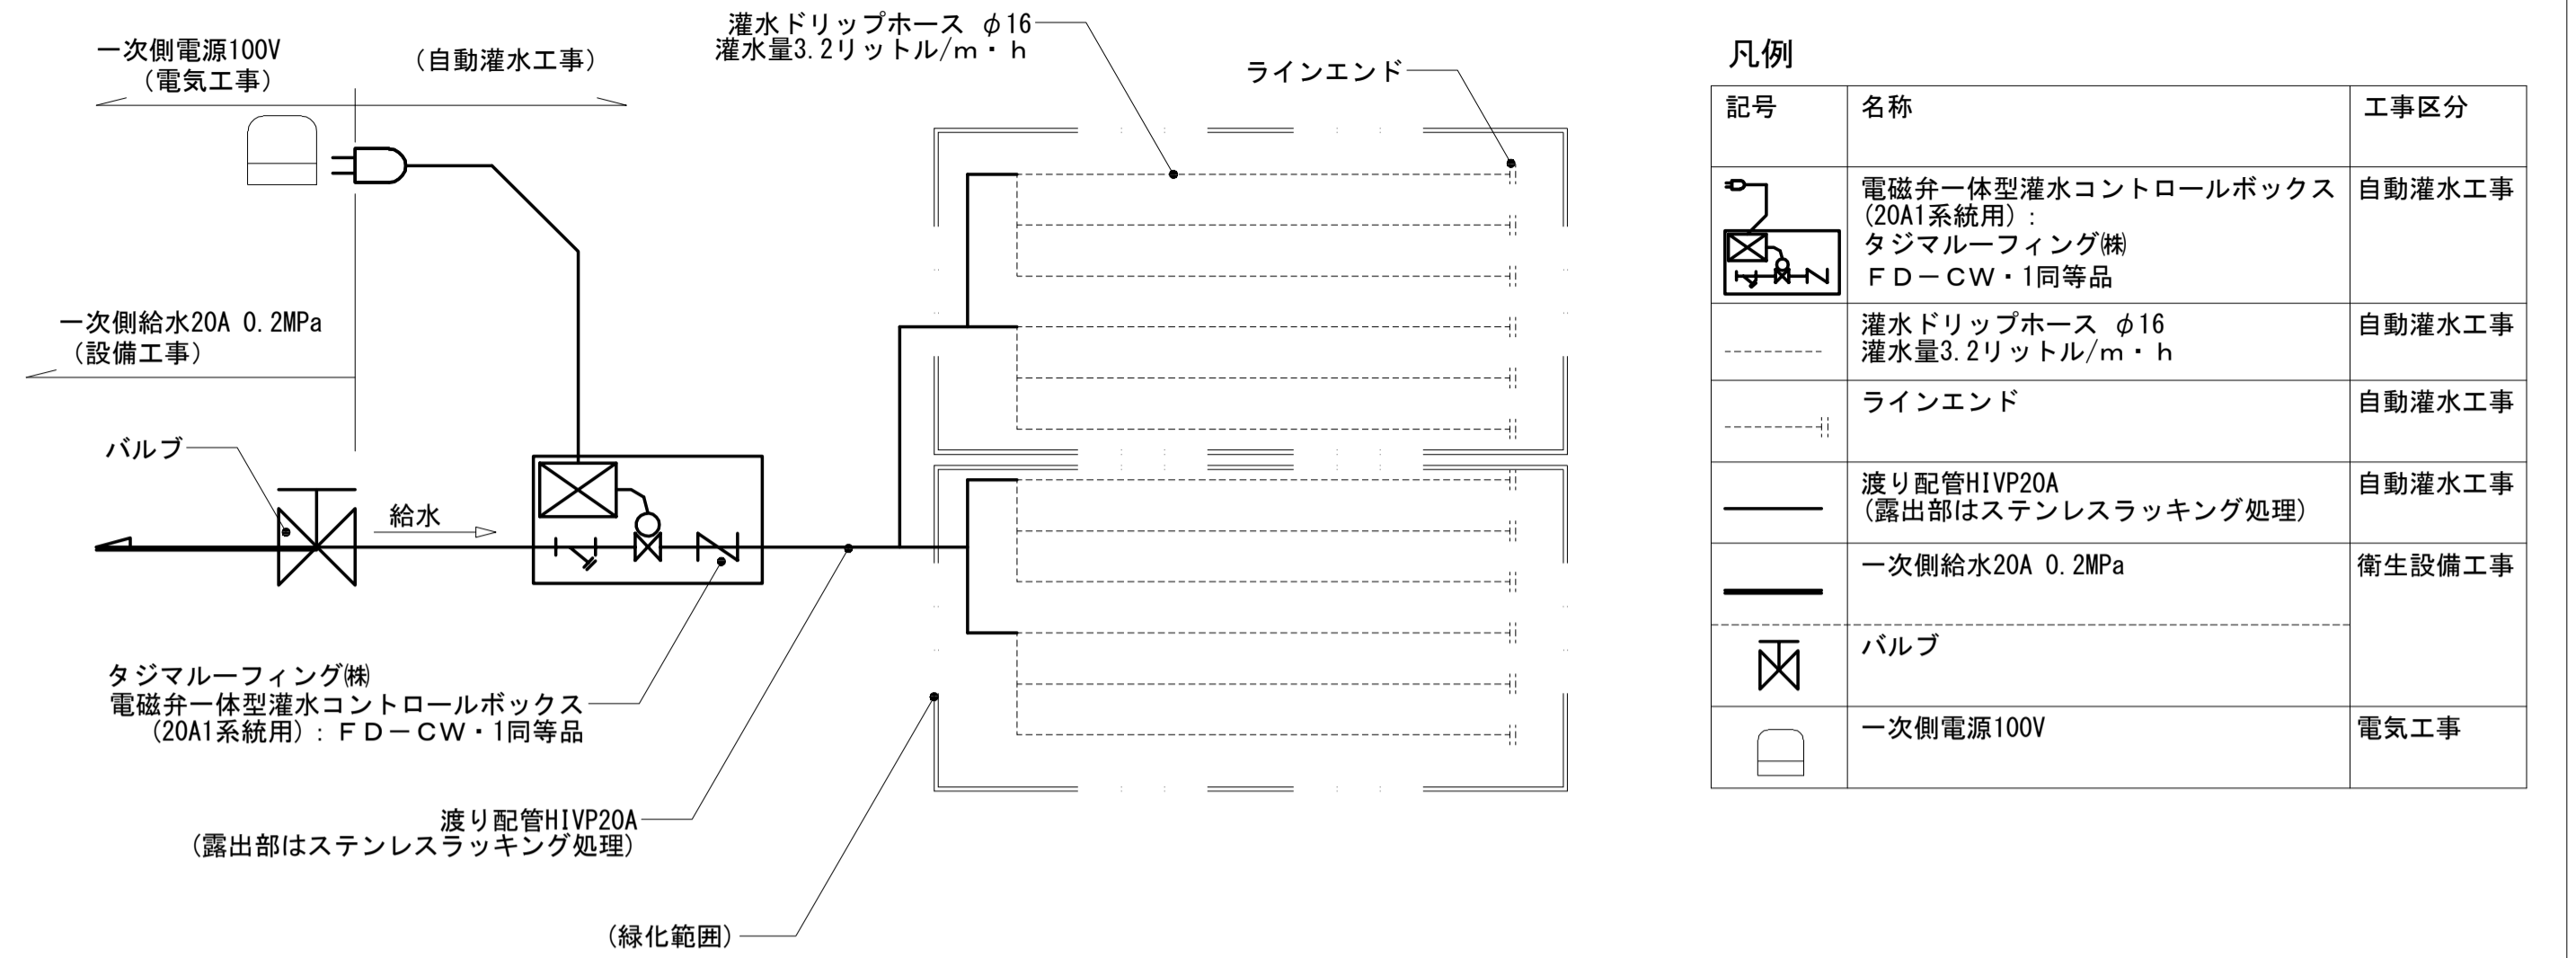 一次側電源100V
(電気工事)
(自動灌水工事)
灌水ドリップホース φ16
灌水量3.2リットル/m・h
ラインエンド
一次側給水20A 0.2MPa
(設備工事)
バルブ
給水
タジマルーフィング㈱
電磁弁一体型灌水コントロールボックス
(20A1系統用):FD-CW・1同等品
渡り配管HIVP20A
(露出部はステンレスラッキング処理)
(緑化範囲)
凡例
記号 名称 工事区分
電磁弁一体型灌水コントロールボックス 自動灌水工事
(20A1系統用):
タジマルーフィング㈱
FD-CW・1同等品
灌水ドリップホース φ16 自動灌水工事
灌水量3.2リットル/m・h
ラインエンド 自動灌水工事
渡り配管HIVP20A 自動灌水工事
(露出部はステンレスラッキング処理)
一次側給水20A 0.2MPa 衛生設備工事
バルブ
一次側電源100V 電気工事